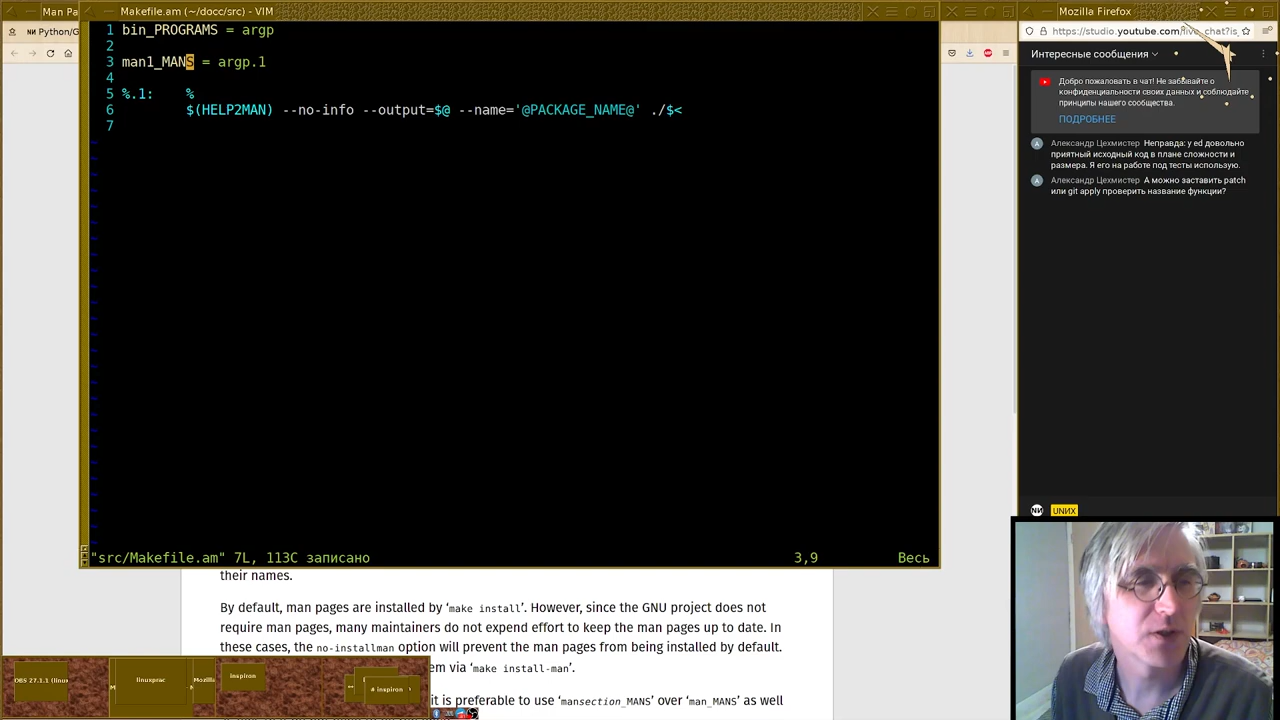 Man Pa
Makefile.am (~/docc/src) - VIM
Mozilla Firefox
Python/G
https://studio.youtube.com/live_chat?is_
1 bin_PROGRAMS = argp
2
3 man1_MANS = argp.1
4
5 %.1: %
6 $(HELP2MAN) --no-info --output=$@ --name='@PACKAGE_NAME@' ./$<
7
"src/Makefile.am" 7L, 113C записано 3,9 Весь
Интересные сообщения
Добро пожаловать в чат! Не забывайте о
конфиденциальности своих данных и соблюдайте
принципы нашего сообщества.
ПОДРОБНЕЕ
Александр Цехмистер Неправда: у ed довольно
приятный исходный код в плане сложности и
размера. Я его на работе под тесты использую.
Александр Цехмистер А можно заставить patch
или git apply проверить название функции?
UNИX
their names.
By default, man pages are installed by ‘make install’. However, since the GNU project does not
require man pages, many maintainers do not expend effort to keep the man pages up to date. In
these cases, the no-installman option will prevent the man pages from being installed by default.
em via ‘make install-man’.
it is preferable to use ‘mansection_MANS’ over ‘man_MANS’ as well
OBS 27.1.1 (linux
linuxprac
Mozilla
inspiron
# inspiron